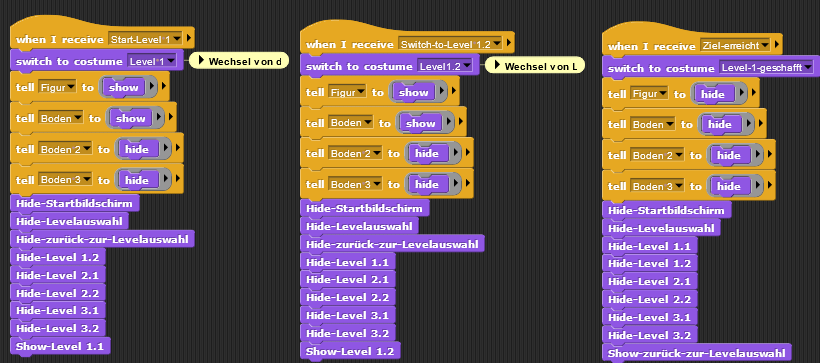 when I receive Start-Level 1
switch to costume Level 1
Wechsel von d
tell Figur to show
tell Boden to show
tell Boden 2 to hide
tell Boden 3 to hide
Hide-Startbildschirm
Hide-Levelauswahl
Hide-zurück-zur-Levelauswahl
Hide-Level 1.2
Hide-Level 2.1
Hide-Level 2.2
Hide-Level 3.1
Hide-Level 3.2
Show-Level 1.1
when I receive Switch-to-Level 1.2
switch to costume Level1.2
Wechsel von L
tell Figur to show
tell Boden to show
tell Boden 2 to hide
tell Boden 3 to hide
Hide-Startbildschirm
Hide-Levelauswahl
Hide-zurück-zur-Levelauswahl
Hide-Level 1.1
Hide-Level 2.1
Hide-Level 2.2
Hide-Level 3.1
Hide-Level 3.2
Show-Level 1.2
when I receive Ziel-erreicht
switch to costume Level-1-geschafft
tell Figur to hide
tell Boden to hide
tell Boden 2 to hide
tell Boden 3 to hide
Hide-Startbildschirm
Hide-Levelauswahl
Hide-Level 1.1
Hide-Level 1.2
Hide-Level 2.1
Hide-Level 2.2
Hide-Level 3.1
Hide-Level 3.2
Show-zurück-zur-Levelauswahl